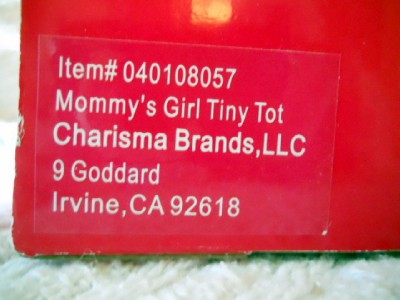 Item# 040108057
Mommy's Girl Tiny Tot
Charisma Brands,LLC
9 Goddard
Irvine,CA 92618